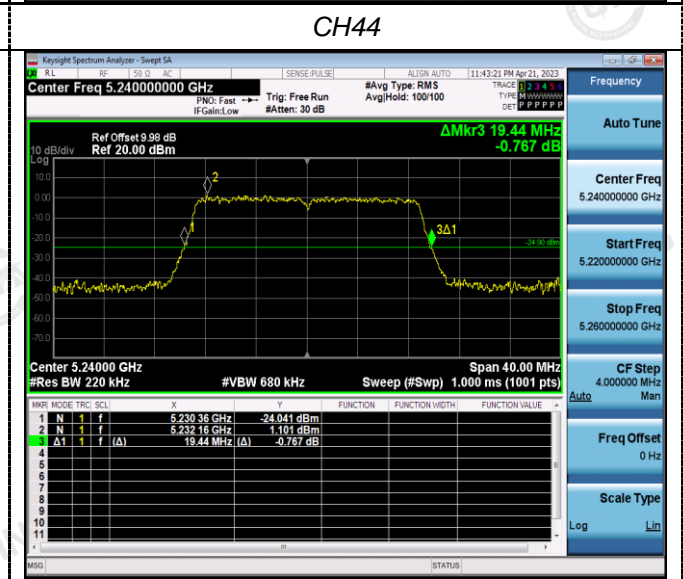 CH44
Keysight Spectrum Analyzer - Swept SA
RL RF 50 Ω AC SENSE:PULSE ALIGN AUTO 11:43:21 PM Apr 21, 2023
Center Freq 5.240000000 GHz
PNO: Fast
IFGain:Low
Trig: Free Run
#Atten: 30 dB
#Avg Type: RMS
Avg|Hold: 100/100
TRACE 1 2 3 4 5 6
TYPE M WWWWW
DET P P P P P P
Ref Offset 9.98 dB
10 dB/div Ref 20.00 dBm
Log
ΔMkr3 19.44 MHz
-0.767 dB
10.0
0.00
-10.0
-20.0
-30.0
-40.0
-50.0
-60.0
-70.0
2
3Δ1
-24.90 dBm
Center 5.24000 GHz Span 40.00 MHz
#Res BW 220 kHz #VBW 680 kHz Sweep (#Swp) 1.000 ms (1001 pts)
MKR MODE TRC SCL X Y FUNCTION FUNCTION WIDTH FUNCTION VALUE
1 N 1 f 5.230 36 GHz -24.041 dBm
2 N 1 f 5.232 16 GHz 1.101 dBm
3 Δ1 1 f (Δ) 19.44 MHz (Δ) -0.767 dB
4
5
6
7
8
9
10
11
MSG STATUS
Frequency
Auto Tune
Center Freq
5.240000000 GHz
Start Freq
5.220000000 GHz
Stop Freq
5.260000000 GHz
CF Step
4.000000 MHz
Auto Man
Freq Offset
0 Hz
Scale Type
Log Lin